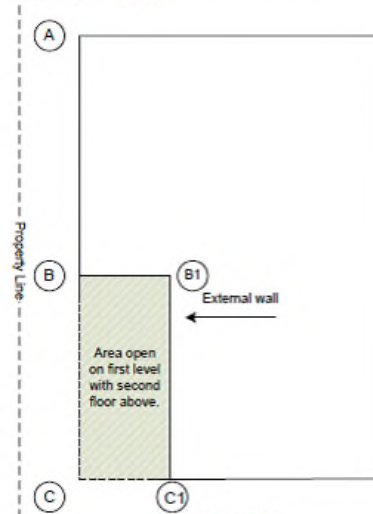 A
Property Line
B
B1
External wall
Area open
on first level
with second
floor above.
C
C1